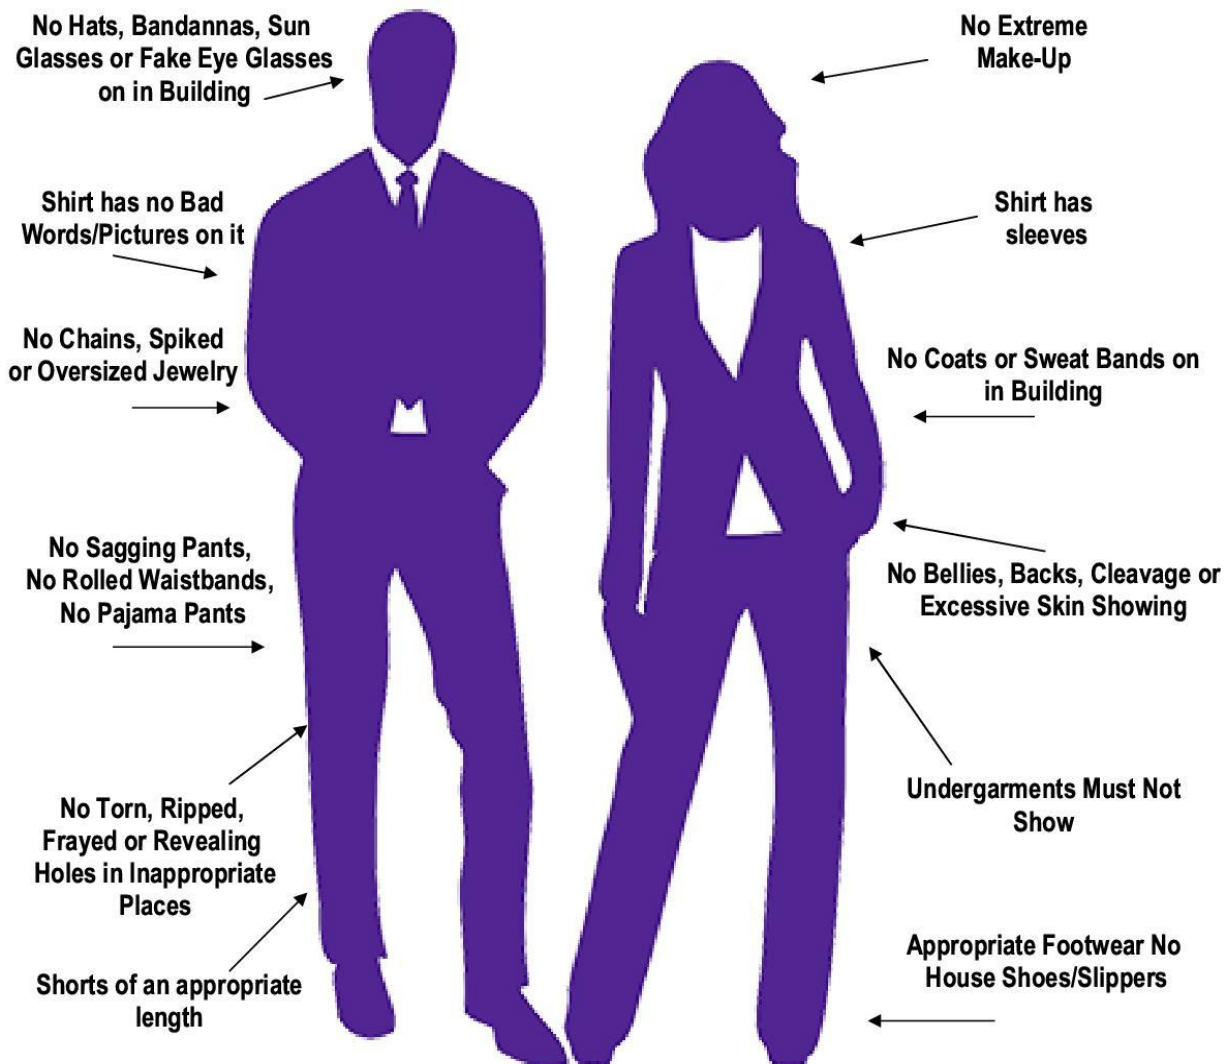 No Hats, Bandannas, Sun
Glasses or Fake Eye Glasses
on in Building
Shirt has no Bad
Words/Pictures on it
No Chains, Spiked
or Oversized Jewelry
No Sagging Pants,
No Rolled Waistbands,
No Pajama Pants
No Torn, Ripped,
Frayed or Revealing
Holes in Inappropriate
Places
Shorts of an appropriate
length
No Extreme
Make-Up
Shirt has
sleeves
No Coats or Sweat Bands on
in Building
No Bellies, Backs, Cleavage or
Excessive Skin Showing
Undergarments Must Not
Show
Appropriate Footwear No
House Shoes/Slippers